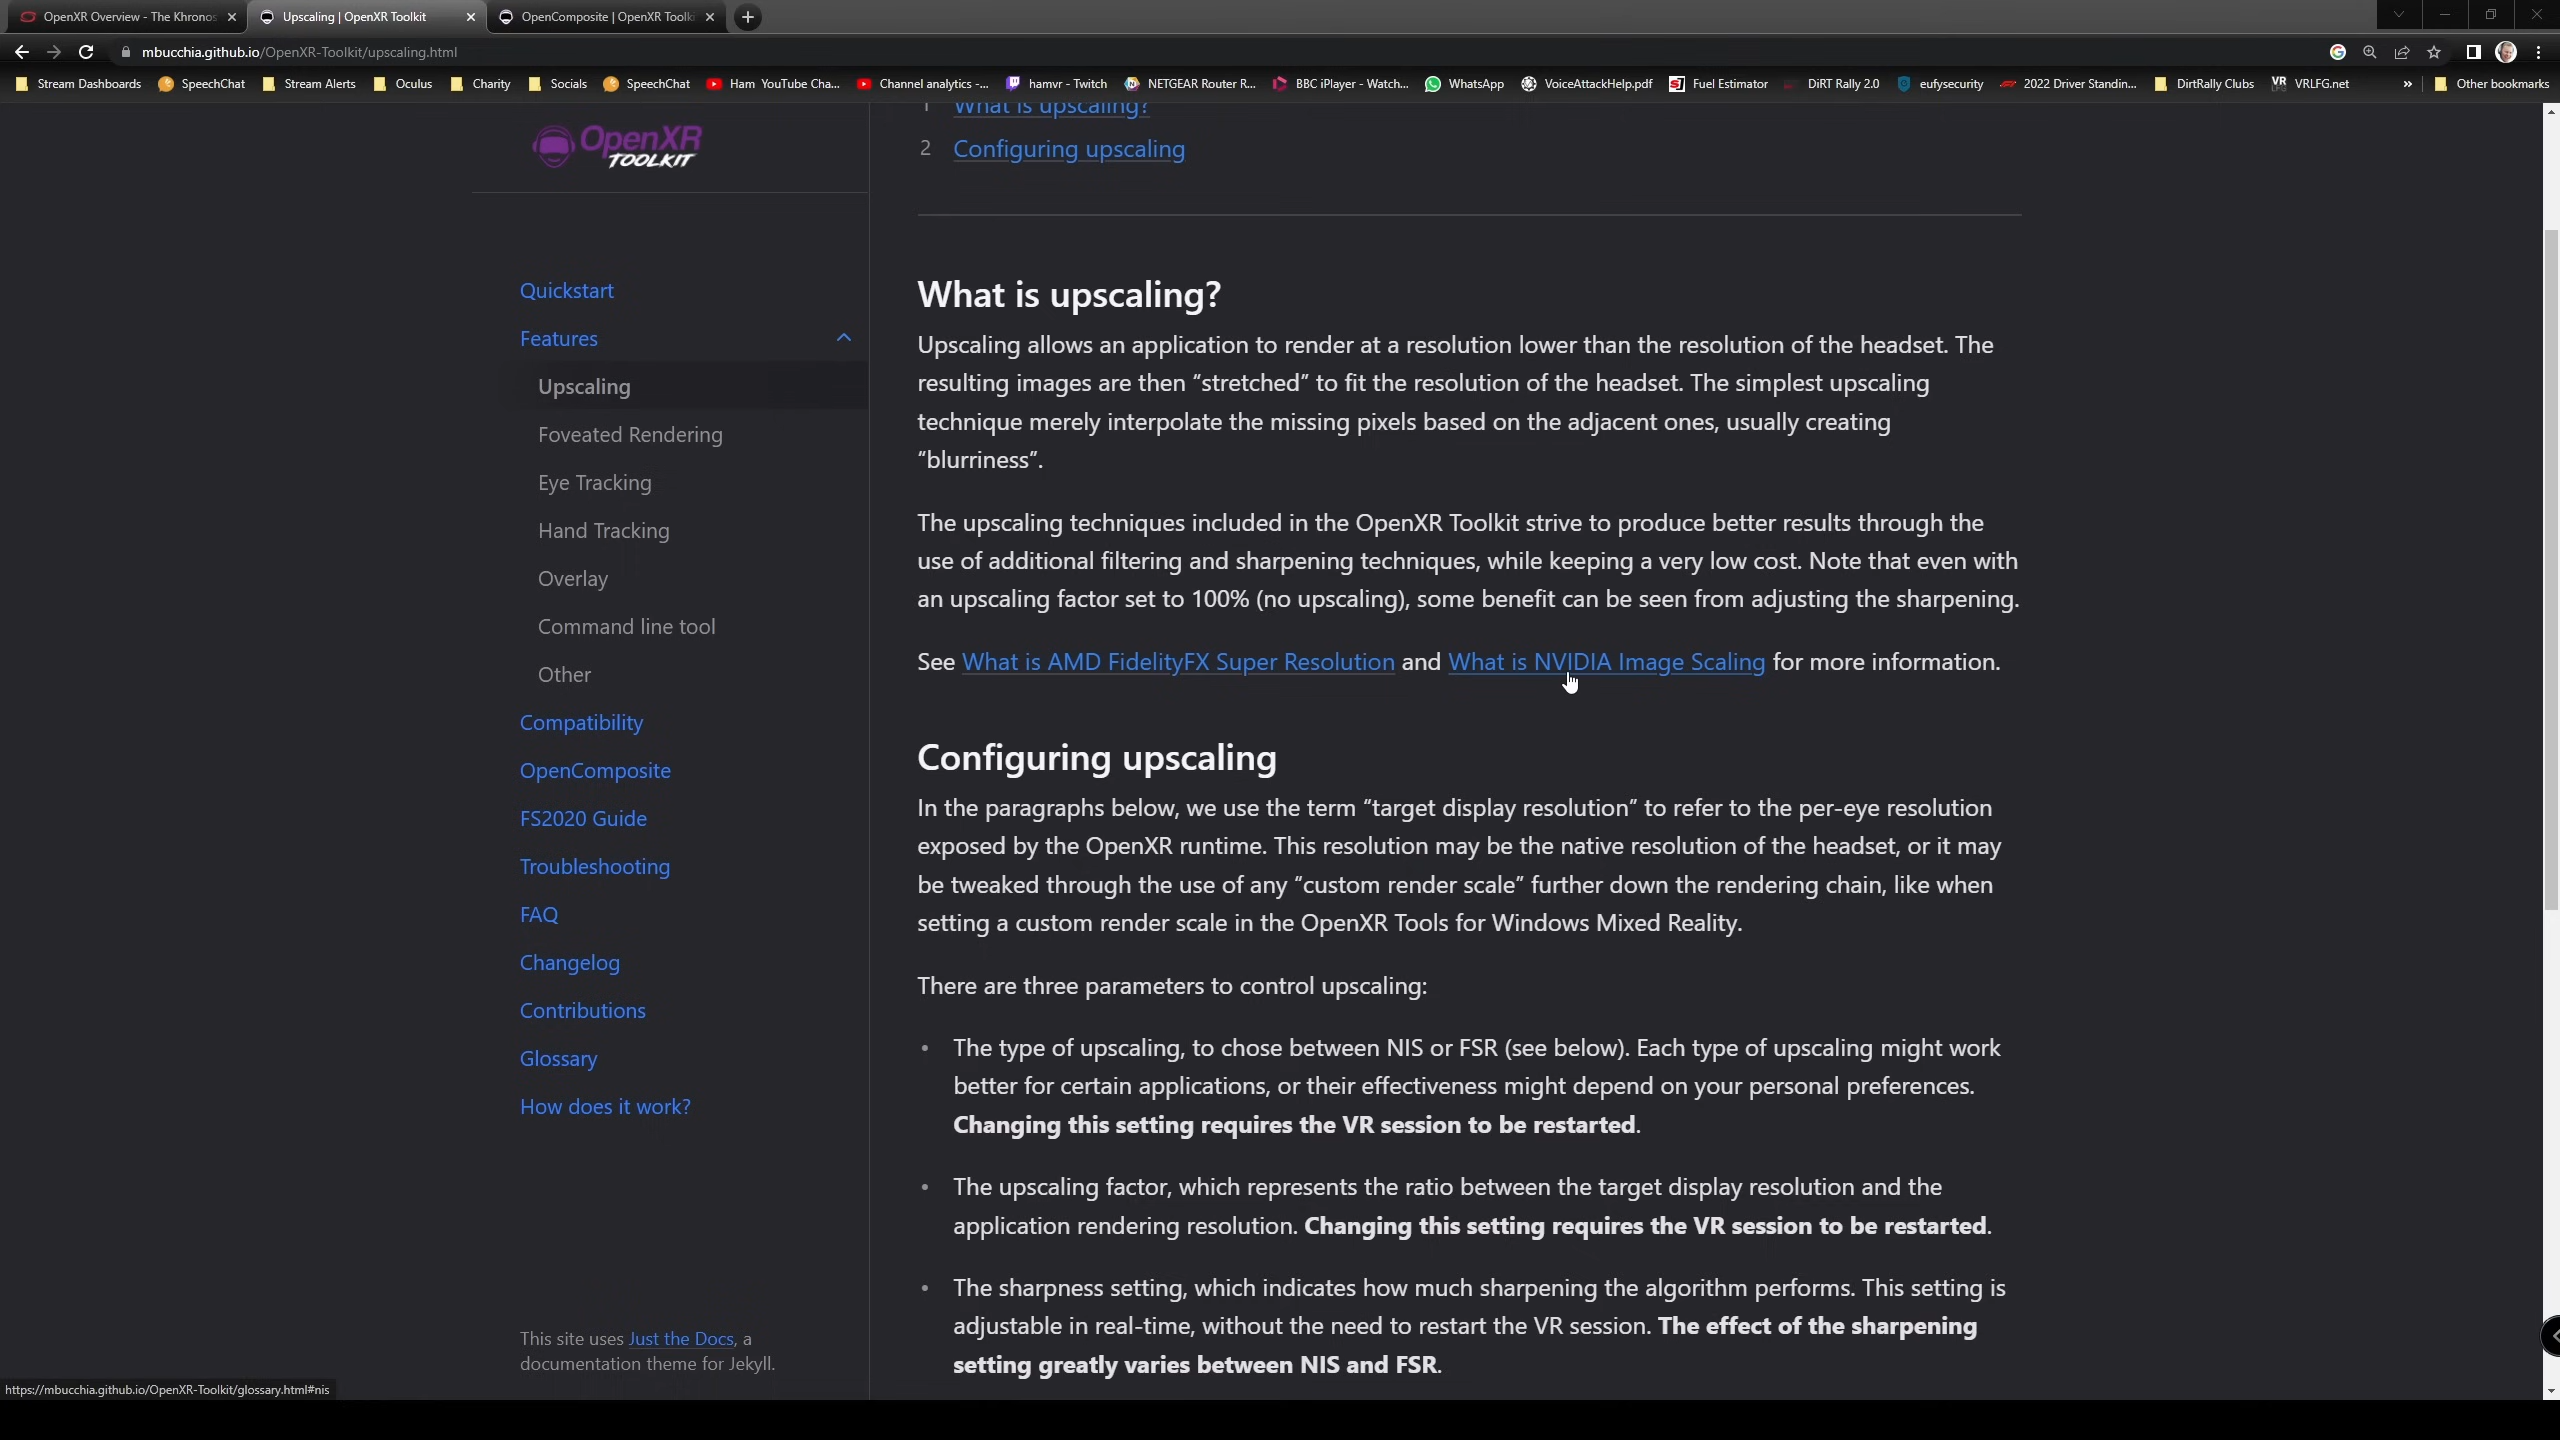 OpenXR Overview - The Khronos
Upscaling | OpenXR Toolkit
OpenComposite | OpenXR Toolki
mbucchia.github.io/OpenXR-Toolkit/upscaling.html
Stream Dashboards
SpeechChat
Stream Alerts
Oculus
Charity
Socials
SpeechChat
Ham YouTube Cha...
Channel analytics -...
hamvr - Twitch
NETGEAR Router R...
BBC iPlayer - Watch...
WhatsApp
VoiceAttackHelp.pdf
Fuel Estimator
DiRT Rally 2.0
eufysecurity
2022 Driver Standin...
DirtRally Clubs
VRLFG.net
»
Other bookmarks
OpenXR
TOOLKIT
Quickstart
Features
Upscaling
Foveated Rendering
Eye Tracking
Hand Tracking
Overlay
Command line tool
Other
Compatibility
OpenComposite
FS2020 Guide
Troubleshooting
FAQ
Changelog
Contributions
Glossary
How does it work?
This site uses Just the Docs, a
documentation theme for Jekyll.
1 What is upscaling?
2 Configuring upscaling
What is upscaling?
Upscaling allows an application to render at a resolution lower than the resolution of the headset. The
resulting images are then “stretched” to fit the resolution of the headset. The simplest upscaling
technique merely interpolate the missing pixels based on the adjacent ones, usually creating
“blurriness”.
The upscaling techniques included in the OpenXR Toolkit strive to produce better results through the
use of additional filtering and sharpening techniques, while keeping a very low cost. Note that even with
an upscaling factor set to 100% (no upscaling), some benefit can be seen from adjusting the sharpening.
See What is AMD FidelityFX Super Resolution and What is NVIDIA Image Scaling for more information.
Configuring upscaling
In the paragraphs below, we use the term “target display resolution” to refer to the per-eye resolution
exposed by the OpenXR runtime. This resolution may be the native resolution of the headset, or it may
be tweaked through the use of any “custom render scale” further down the rendering chain, like when
setting a custom render scale in the OpenXR Tools for Windows Mixed Reality.
There are three parameters to control upscaling:
• The type of upscaling, to chose between NIS or FSR (see below). Each type of upscaling might work
better for certain applications, or their effectiveness might depend on your personal preferences.
Changing this setting requires the VR session to be restarted.
• The upscaling factor, which represents the ratio between the target display resolution and the
application rendering resolution. Changing this setting requires the VR session to be restarted.
• The sharpness setting, which indicates how much sharpening the algorithm performs. This setting is
adjustable in real-time, without the need to restart the VR session. The effect of the sharpening
setting greatly varies between NIS and FSR.
https://mbucchia.github.io/OpenXR-Toolkit/glossary.html#nis